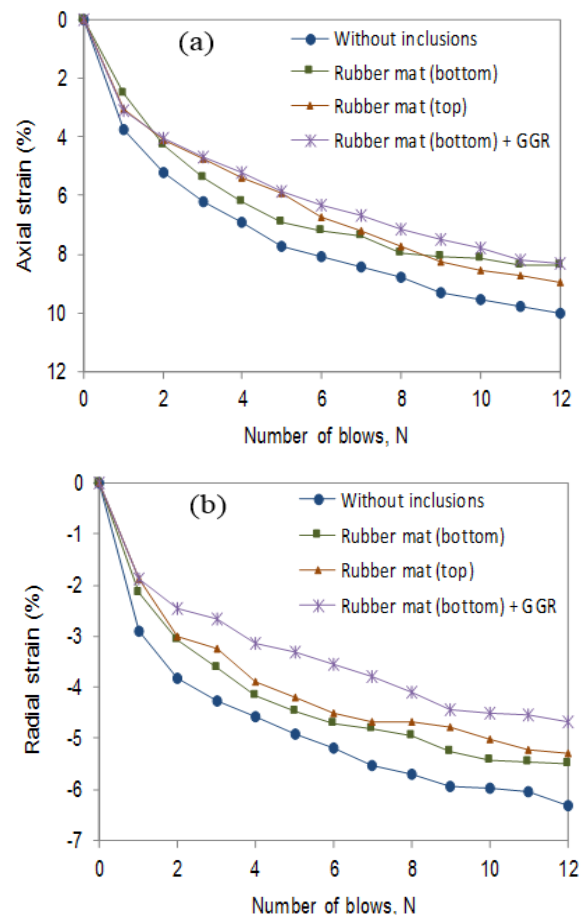 (a)
Without inclusions
Rubber mat (bottom)
Rubber mat (top)
Rubber mat (bottom) + GGR
Axial strain (%)
0
2
4
6
8
10
12
0 2 4 6 8 10 12
Number of blows, N
(b)
Without inclusions
Rubber mat (bottom)
Rubber mat (top)
Rubber mat (bottom) + GGR
Radial strain (%)
0
-1
-2
-3
-4
-5
-6
-7
0 2 4 6 8 10 12
Number of blows, N